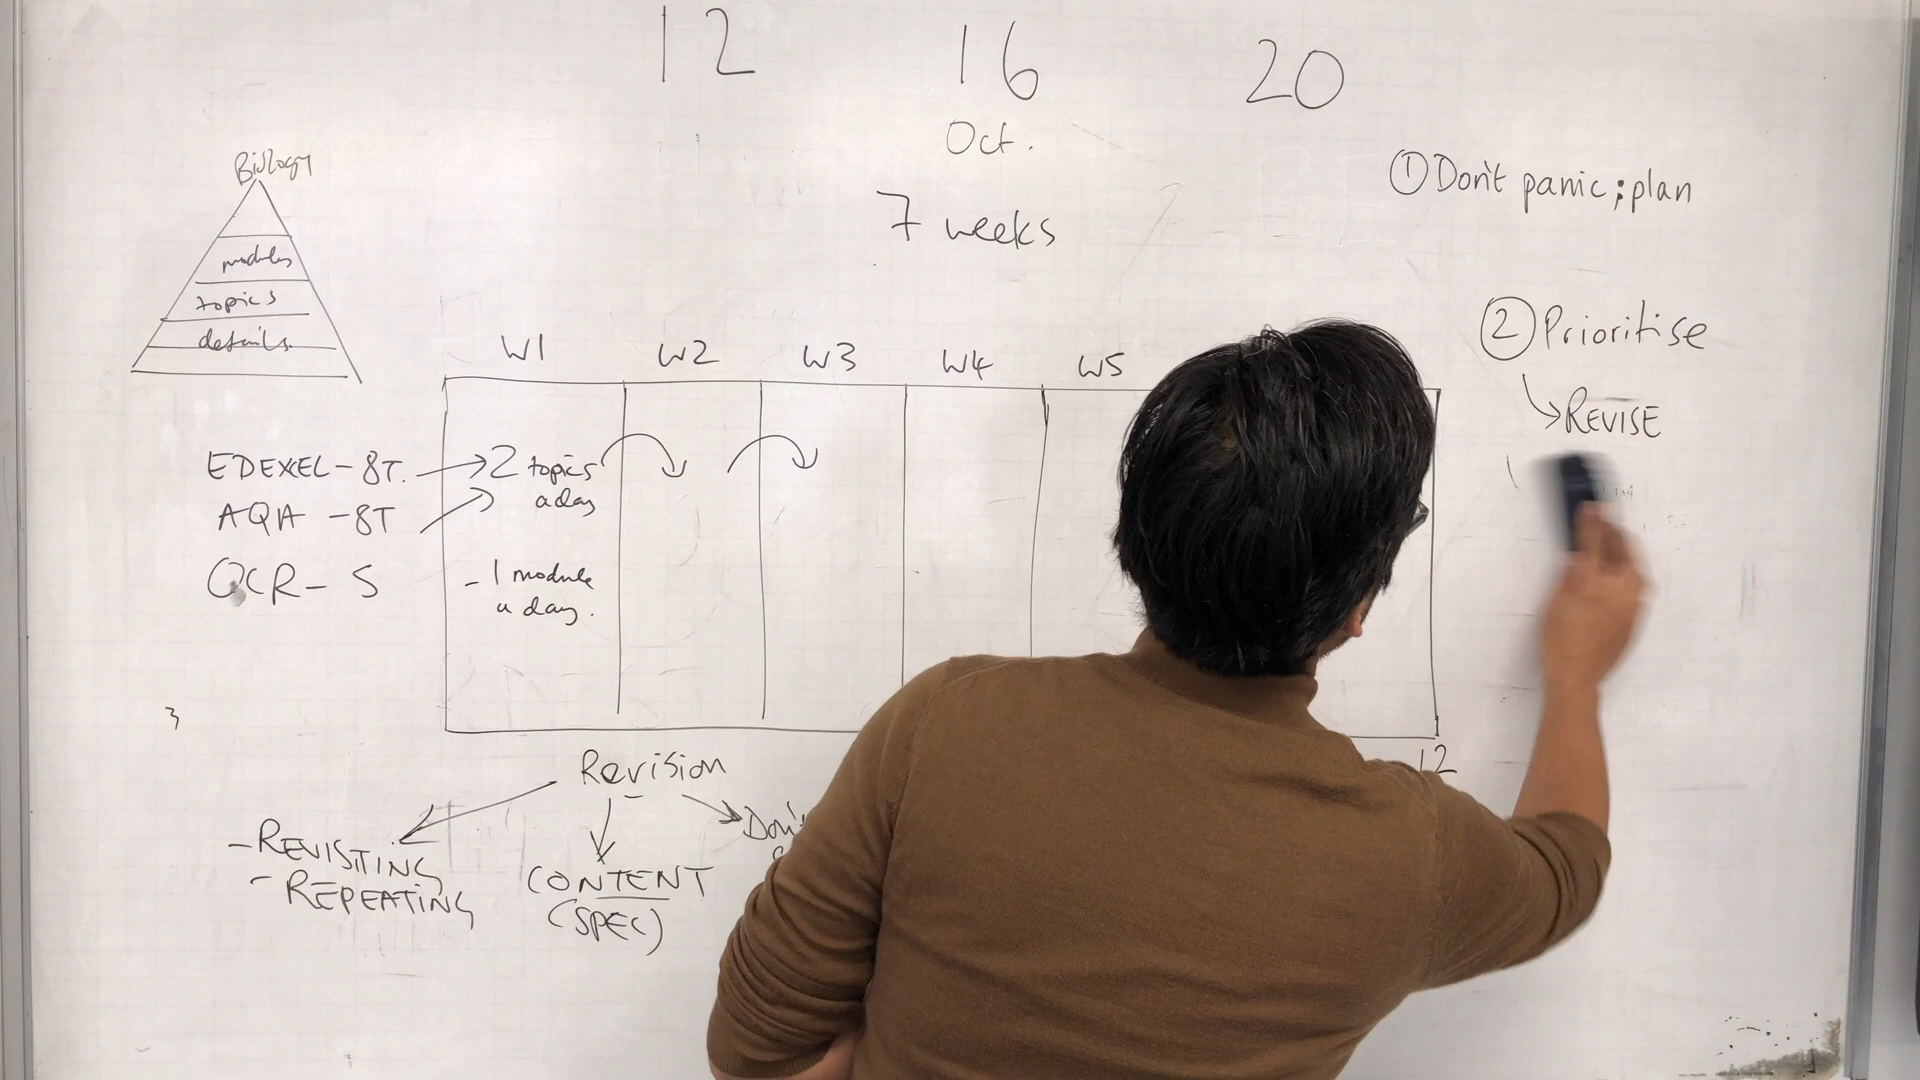 12 16 20
Oct.
7 weeks
① Don't panic; plan
Biology
modules
topics
details.
② Prioritise
REVISE
W1 W2 W3 W4 W5
EDEXEL - 8T.
AQA - 8T
OCR - 5
2 topics
a day
- 1 module
a day.
3
12
Revision
- REVISTING
- REPEATING
CONTENT
(SPEC)